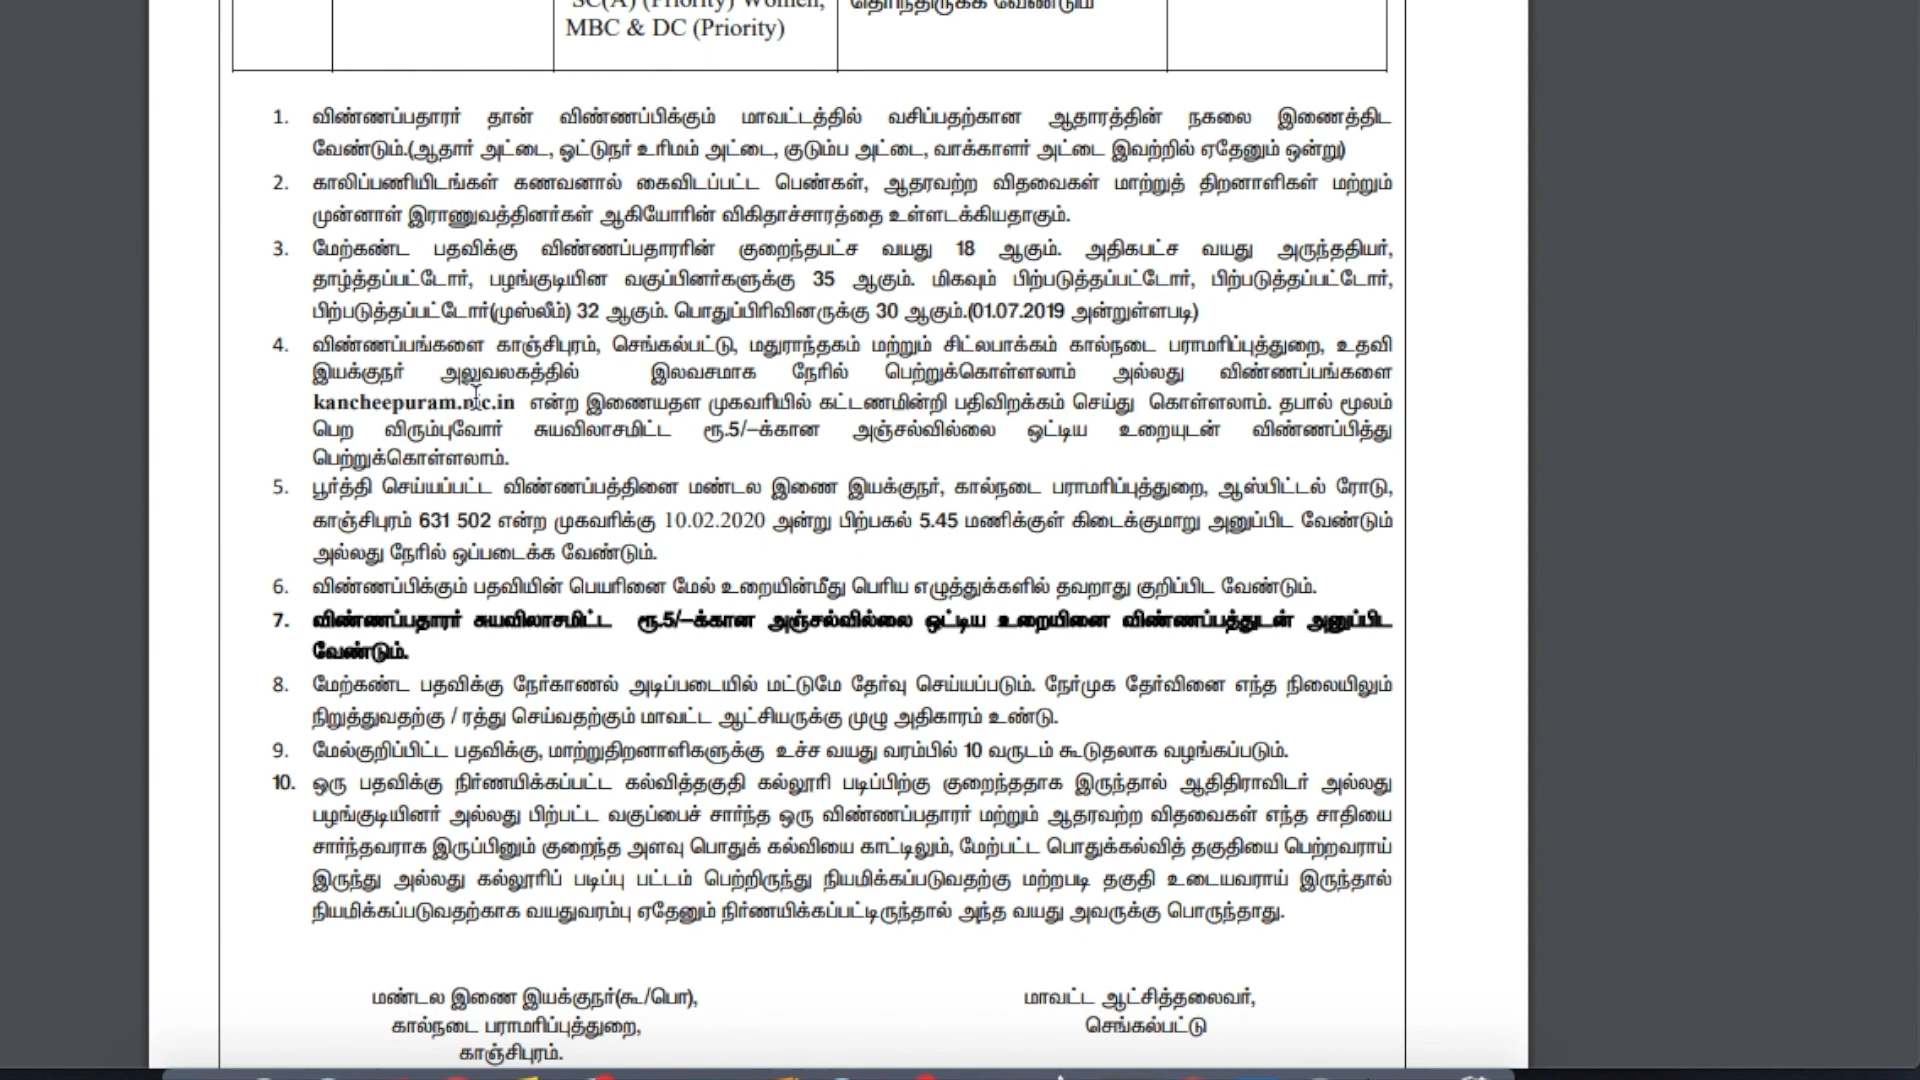 SC(A) (Priority) Women, தெரிந்திருக்க வேண்டும்
MBC & DC (Priority)
1. விண்ணப்பதாரர் தான் விண்ணப்பிக்கும் மாவட்டத்தில் வசிப்பதற்கான ஆதாரத்தின் நகலை இணைத்திட
வேண்டும்.(ஆதார் அட்டை, ஓட்டுநர் உரிமம் அட்டை, குடும்ப அட்டை, வாக்காளர் அட்டை இவற்றில் ஏதேனும் ஒன்று)
2. காலிப்பணியிடங்கள் கணவனால் கைவிடப்பட்ட பெண்கள், ஆதரவற்ற விதவைகள் மாற்றுத் திறனாளிகள் மற்றும்
முன்னாள் இராணுவத்தினர்கள் ஆகியோரின் விகிதாச்சாரத்தை உள்ளடக்கியதாகும்.
3. மேற்கண்ட பதவிக்கு விண்ணப்பதாரரின் குறைந்தபட்ச வயது 18 ஆகும். அதிகபட்ச வயது அருந்ததியர்,
தாழ்த்தப்பட்டோர், பழங்குடியின வகுப்பினர்களுக்கு 35 ஆகும். மிகவும் பிற்படுத்தப்பட்டோர், பிற்படுத்தப்பட்டோர்,
பிற்படுத்தப்பட்டோர்(முஸ்லீம்) 32 ஆகும். பொதுப்பிரிவினருக்கு 30 ஆகும்.(01.07.2019 அன்றுள்ளபடி)
4. விண்ணப்பங்களை காஞ்சிபுரம், செங்கல்பட்டு, மதுராந்தகம் மற்றும் சிட்லபாக்கம் கால்நடை பராமரிப்புத்துறை, உதவி
இயக்குநர் அலுவலகத்தில் இலவசமாக நேரில் பெற்றுக்கொள்ளலாம் அல்லது விண்ணப்பங்களை
kancheepuram.nic.in என்ற இணையதள முகவரியில் கட்டணமின்றி பதிவிறக்கம் செய்து கொள்ளலாம். தபால் மூலம்
பெற விரும்புவோர் சுயவிலாசமிட்ட ரூ.5/–க்கான அஞ்சல்வில்லை ஒட்டிய உறையுடன் விண்ணப்பித்து
பெற்றுக்கொள்ளலாம்.
5. பூர்த்தி செய்யப்பட்ட விண்ணப்பத்தினை மண்டல இணை இயக்குநர், கால்நடை பராமரிப்புத்துறை, ஆஸ்பிட்டல் ரோடு,
காஞ்சிபுரம் 631 502 என்ற முகவரிக்கு 10.02.2020 அன்று பிற்பகல் 5.45 மணிக்குள் கிடைக்குமாறு அனுப்பிட வேண்டும்
அல்லது நேரில் ஒப்படைக்க வேண்டும்.
6. விண்ணப்பிக்கும் பதவியின் பெயரினை மேல் உறையின்மீது பெரிய எழுத்துக்களில் தவறாது குறிப்பிட வேண்டும்.
7. விண்ணப்பதாரர் சுயவிலாசமிட்ட ரூ.5/–க்கான அஞ்சல்வில்லை ஒட்டிய உறையினை விண்ணப்பத்துடன் அனுப்பிட
வேண்டும்.
8. மேற்கண்ட பதவிக்கு நேர்காணல் அடிப்படையில் மட்டுமே தேர்வு செய்யப்படும். நேர்முக தேர்வினை எந்த நிலையிலும்
நிறுத்துவதற்கு / ரத்து செய்வதற்கும் மாவட்ட ஆட்சியருக்கு முழு அதிகாரம் உண்டு.
9. மேல்குறிப்பிட்ட பதவிக்கு, மாற்றுதிறனாளிகளுக்கு உச்ச வயது வரம்பில் 10 வருடம் கூடுதலாக வழங்கப்படும்.
10. ஒரு பதவிக்கு நிர்ணயிக்கப்பட்ட கல்வித்தகுதி கல்லூரி படிப்பிற்கு குறைந்ததாக இருந்தால் ஆதிதிராவிடர் அல்லது
பழங்குடியினர் அல்லது பிற்பட்ட வகுப்பைச் சார்ந்த ஒரு விண்ணப்பதாரர் மற்றும் ஆதரவற்ற விதவைகள் எந்த சாதியை
சார்ந்தவராக இருப்பினும் குறைந்த அளவு பொதுக் கல்வியை காட்டிலும், மேற்பட்ட பொதுக்கல்வித் தகுதியை பெற்றவராய்
இருந்து அல்லது கல்லூரிப் படிப்பு பட்டம் பெற்றிருந்து நியமிக்கப்படுவதற்கு மற்றபடி தகுதி உடையவராய் இருந்தால்
நியமிக்கப்படுவதற்காக வயதுவரம்பு ஏதேனும் நிர்ணயிக்கப்பட்டிருந்தால் அந்த வயது அவருக்கு பொருந்தாது.
மண்டல இணை இயக்குநர்(கூ/பொ), மாவட்ட ஆட்சித்தலைவர்,
கால்நடை பராமரிப்புத்துறை, செங்கல்பட்டு
காஞ்சிபுரம்.